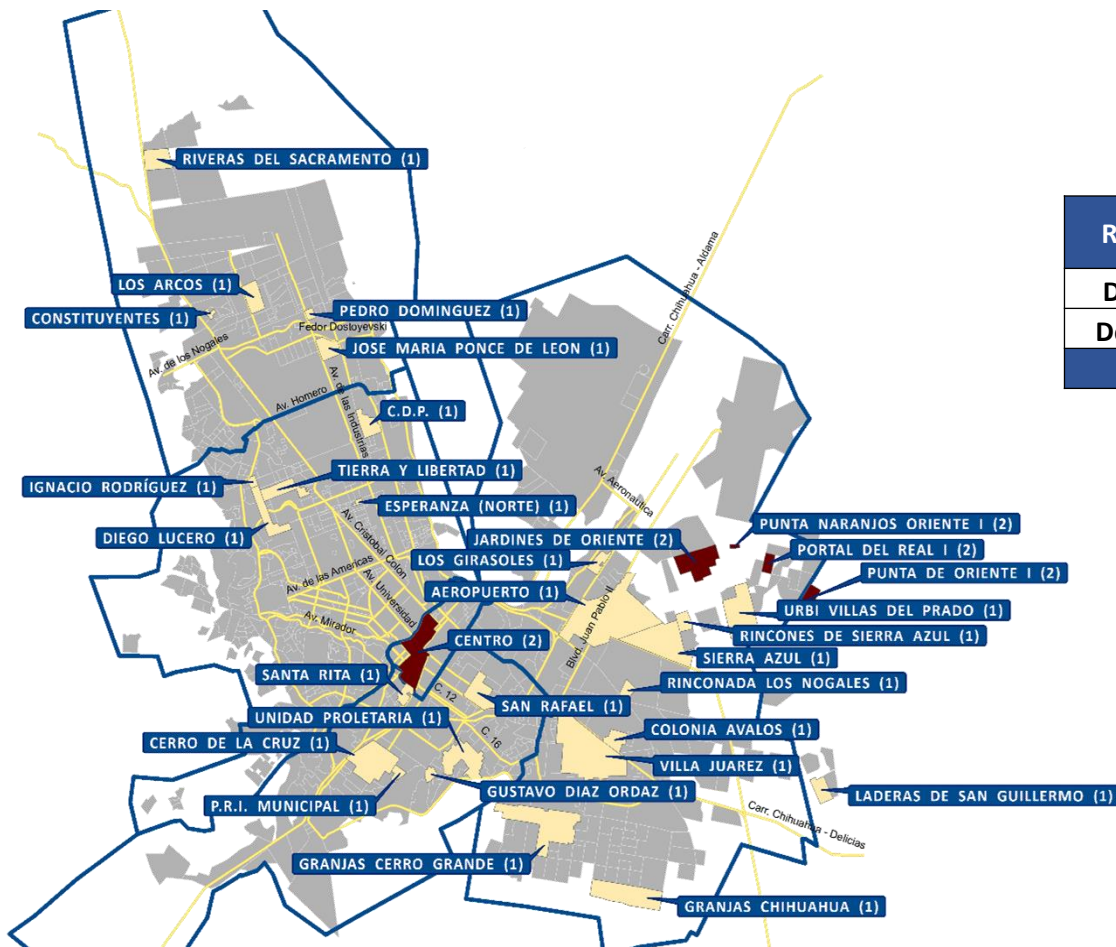 RIVERAS DEL SACRAMENTO (1)
Carr. Chihuahua - Aldama
LOS ARCOS (1)
CONSTITUYENTES (1)
PEDRO DOMINGUEZ (1)
Fedor Dostoyevski
Av. de los Nogales
JOSE MARIA PONCE DE LEON (1)
Av. de las Industrias
Av. Homero
C.D.P. (1)
TIERRA Y LIBERTAD (1)
IGNACIO RODRÍGUEZ (1)
Av. Aeronautica
ESPERANZA (NORTE) (1)
DIEGO LUCERO (1)
Av. Cristobal Colon
PUNTA NARANJOS ORIENTE I (2)
JARDINES DE ORIENTE (2)
PORTAL DEL REAL I (2)
LOS GIRASOLES (1)
PUNTA DE ORIENTE I (2)
Av. de las Americas
Av. Universidad
AEROPUERTO (1)
Blvd. Juan Pablo II
URBI VILLAS DEL PRADO (1)
Av. Mirador
CENTRO (2)
RINCONES DE SIERRA AZUL (1)
SIERRA AZUL (1)
SANTA RITA (1)
C. 12
RINCONADA LOS NOGALES (1)
SAN RAFAEL (1)
UNIDAD PROLETARIA (1)
C. 16
COLONIA AVALOS (1)
CERRO DE LA CRUZ (1)
VILLA JUAREZ (1)
GUSTAVO DIAZ ORDAZ (1)
LADERAS DE SAN GUILLERMO (1)
P.R.I. MUNICIPAL (1)
Carr. Chihuahua - Delicias
GRANJAS CERRO GRANDE (1)
GRANJAS CHIHUAHUA (1)